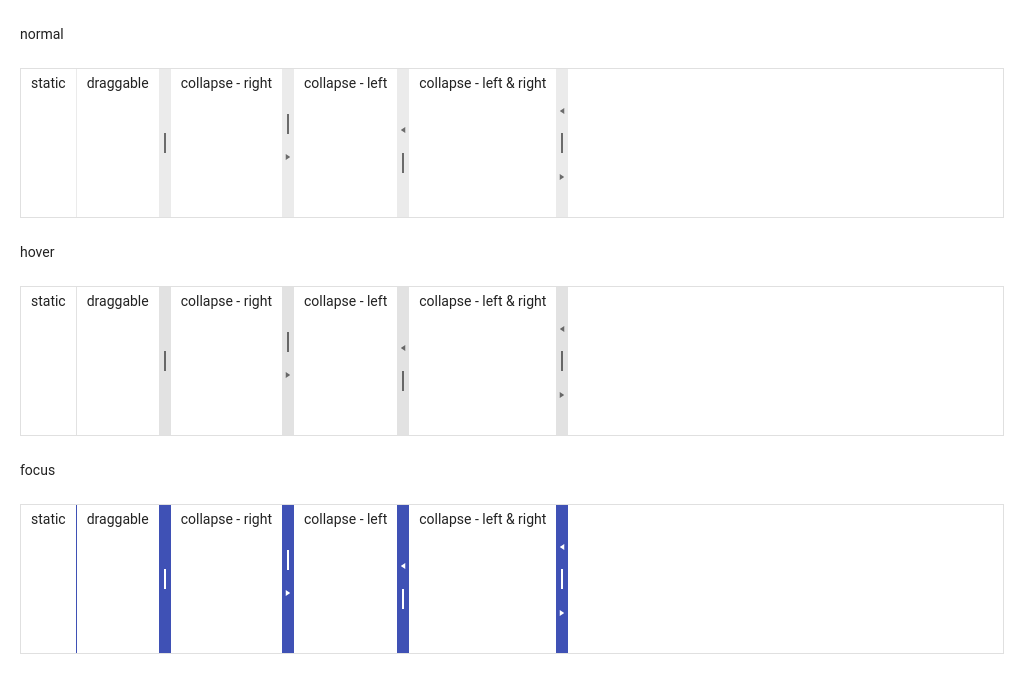 normal
static draggable collapse - right collapse - left collapse - left & right
hover
static draggable collapse - right collapse - left collapse - left & right
focus
static draggable collapse - right collapse - left collapse - left & right